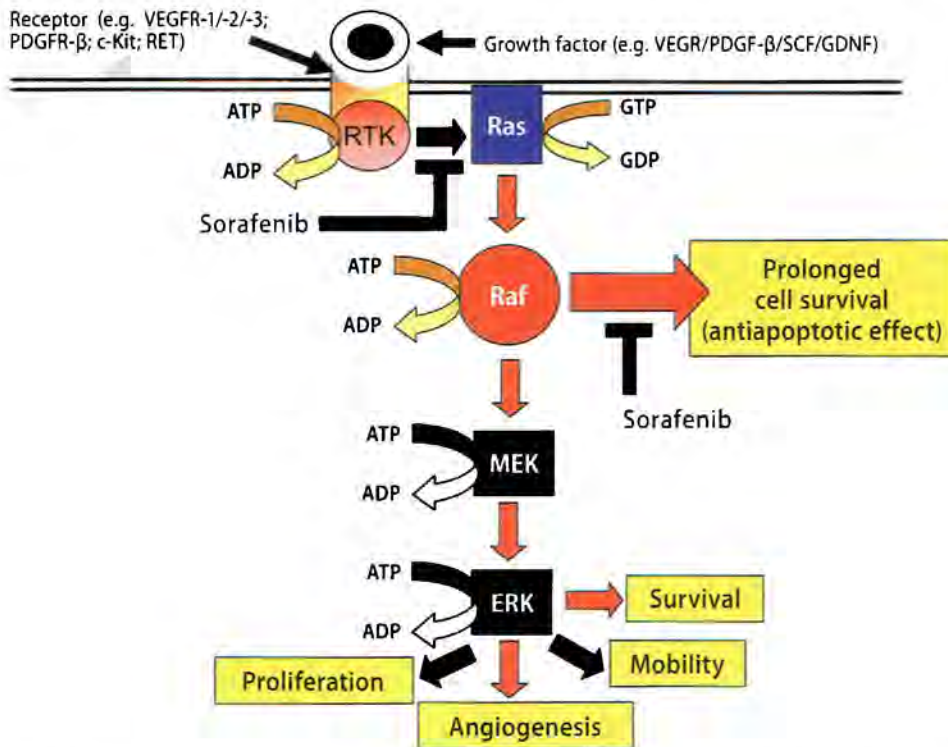 Receptor (e.g. VEGFR-1/-2/-3;
PDGFR-β; c-Kit; RET)
Growth factor (e.g. VEGR/PDGF-β/SCF/GDNF)
ATP
RTK
Ras
GTP
ADP
GDP
Sorafenib
ATP
Raf
ADP
Prolonged
cell survival
(antiapoptotic effect)
Sorafenib
ATP
MEK
ADP
ATP
ERK
ADP
Survival
Mobility
Proliferation
Angiogenesis